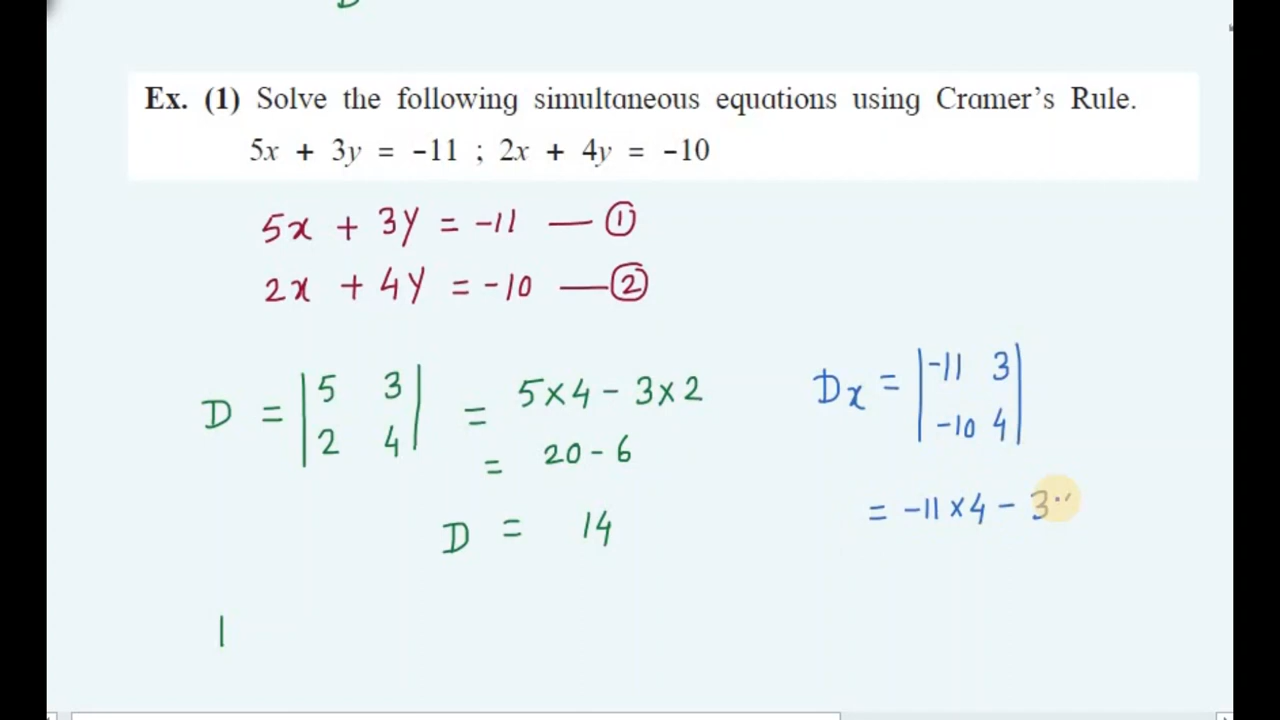 Ex. (1) Solve the following simultaneous equations using Cramer's Rule.
5x + 3y = -11 ; 2x + 4y = -10
5x + 3y = -11 — ①
2x + 4y = -10 — ②
D = |5 3|
|2 4|
= 5×4 - 3×2
= 20 - 6
D = 14
Dx = |-11 3|
|-10 4|
= -11 × 4 - 3